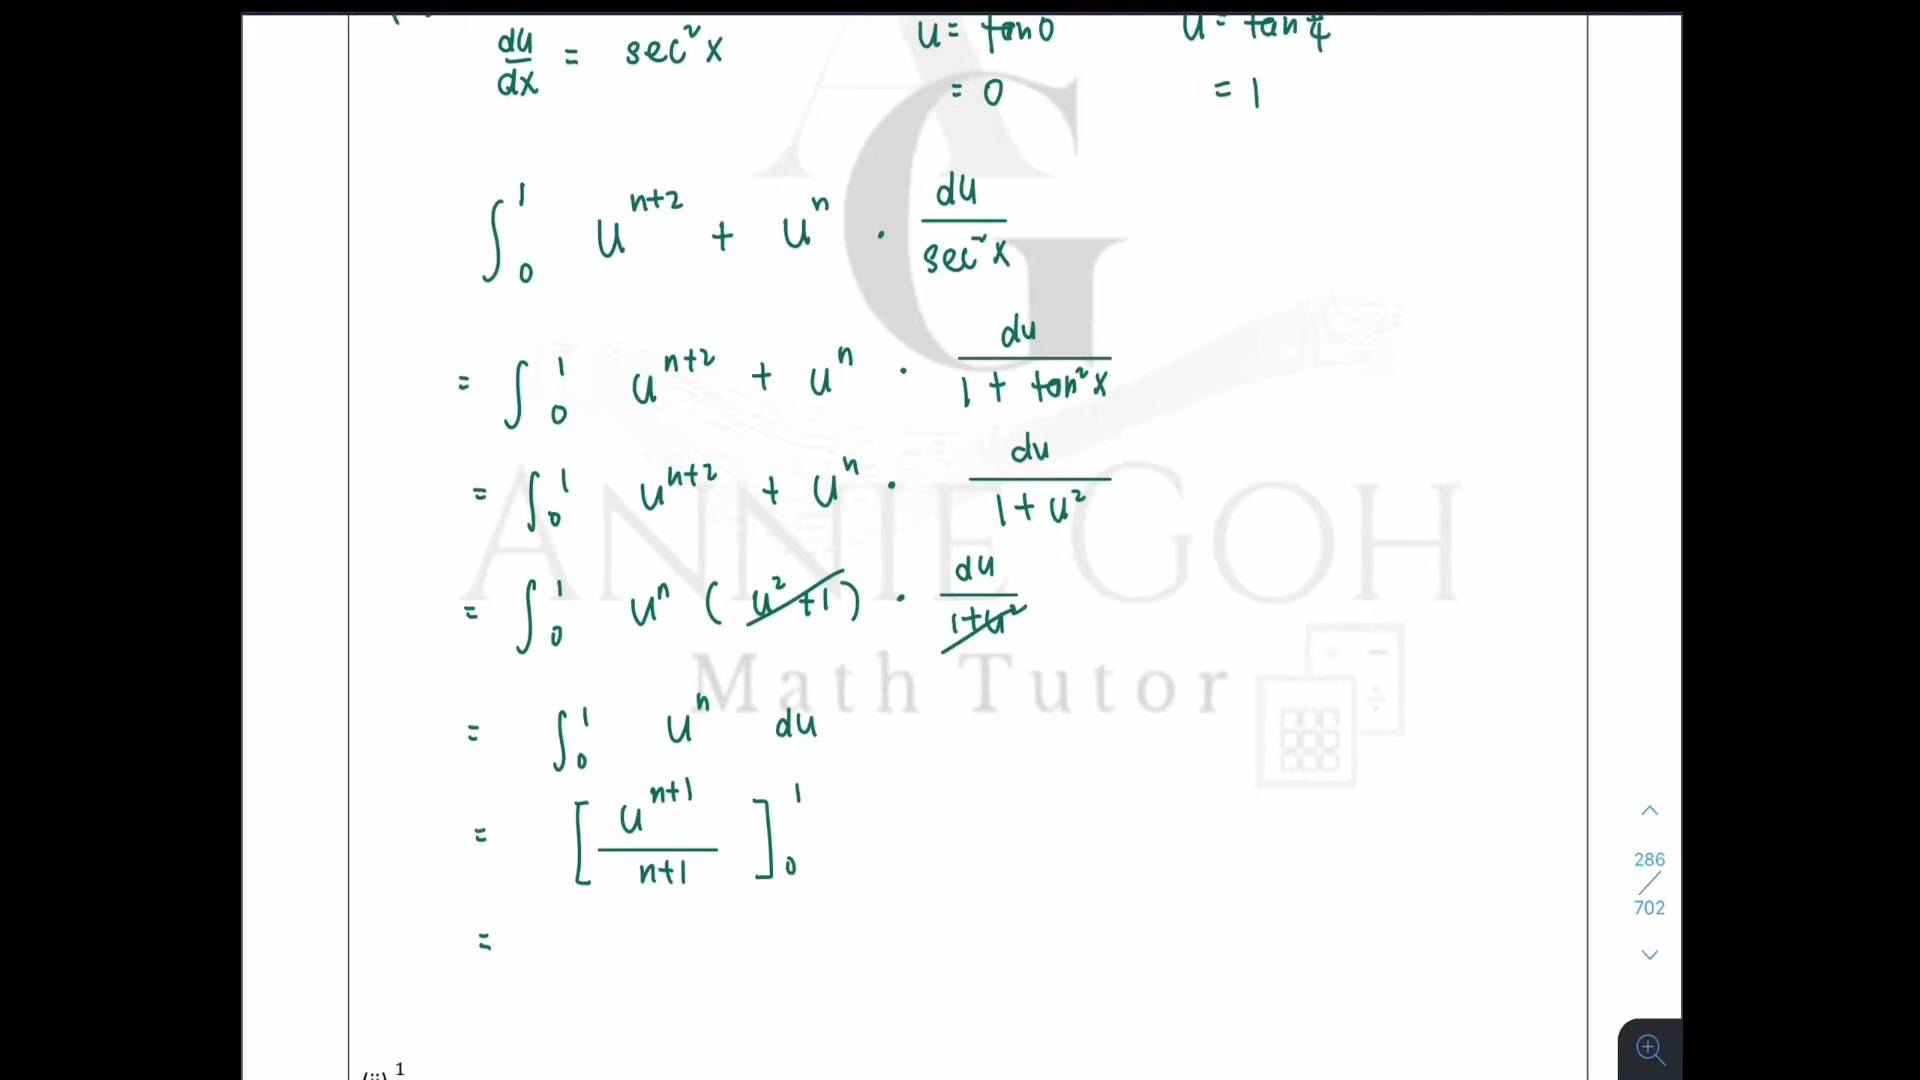 du/dx = sec²x   u = tan 0   u = tan π/4
= 0   = 1
∫₀¹ u^(n+2) + u^n · du/sec²x
= ∫₀¹ u^(n+2) + u^n · du/(1 + tan²x)
= ∫₀¹ u^(n+2) + u^n · du/(1 + u²)
= ∫₀¹ u^n (u² + 1) · du/(1+u²)
= ∫₀¹ u^n du
= [u^(n+1)/(n+1)]₀¹
=
ANNIE GOH
Math Tutor
286
702
(ii) 1